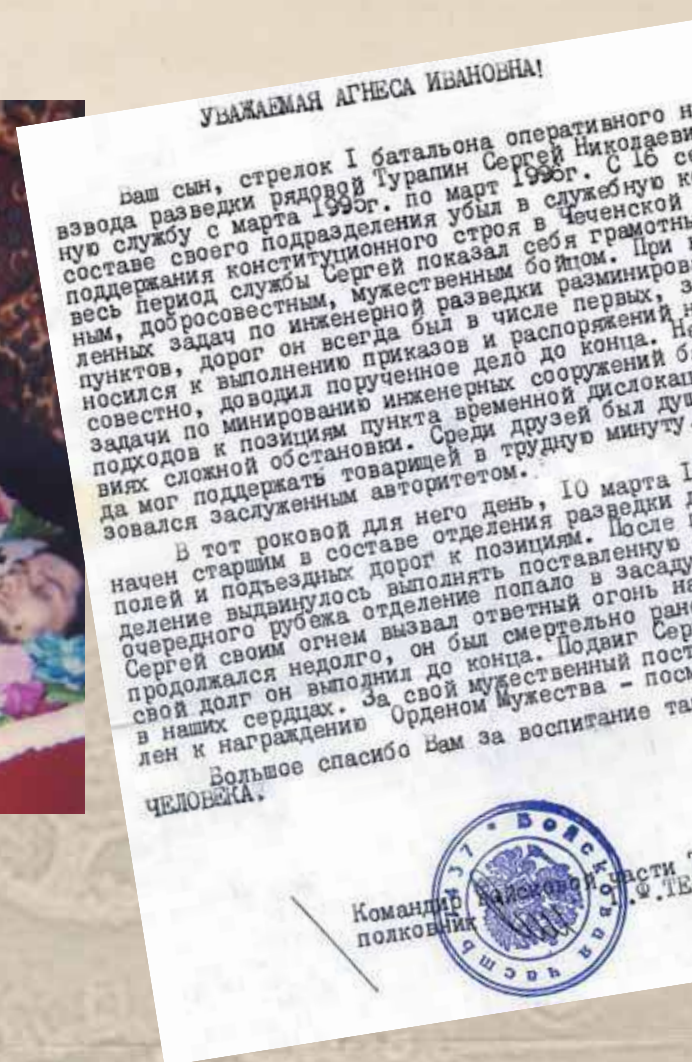 УВАЖАЕМАЯ АГНЕСА ИВАНОВНА!
Ваш сын, стрелок I батальона оперативного н
взвода разведки рядовой Турапин Сергей Николаеви
ную службу с марта 1995г. по март 1996г. С 16 се
составе своего подразделения убыл в служебную к
поддержания конституционного строя в Чеченской
весь период службы Сергей показал себя грамотны
ным, добросовестным, мужественным бойцом. При
ленных задач по инженерной разведки разминиров
пунктов, дорог он всегда был в числе первых, з
носился к выполнению приказов и распоряжений
совестно, доводил порученное дело до конца. На
задачи по минированию инженерных сооружений б
подходов к позициям пункта временной дислокац
виях сложной обстановки. Среди друзей был душ
да мог поддержать товарищей в трудную минуту.
зовался заслуженным авторитетом.
В тот роковой для него день, 10 марта I
начен старшим в составе отделения разведки
полей и подъездных дорог к позициям. После
деление выдвинулось выполнять поставленную
очередного рубежа отделение попало в засаду
Сергей своим огнем вызвал ответный огонь на
продолжался недолго, он был смертельно ран
свой долг он выполнил до конца. Подвиг Сер
в наших сердцах. За свой мужественный пост
лен к награждению Орденом Мужества - посм
Большое спасибо Вам за воспитание та
ЧЕЛОВЕКА.
Командир войсковой части
полковник .Ф.ТЕ
Войсковая часть